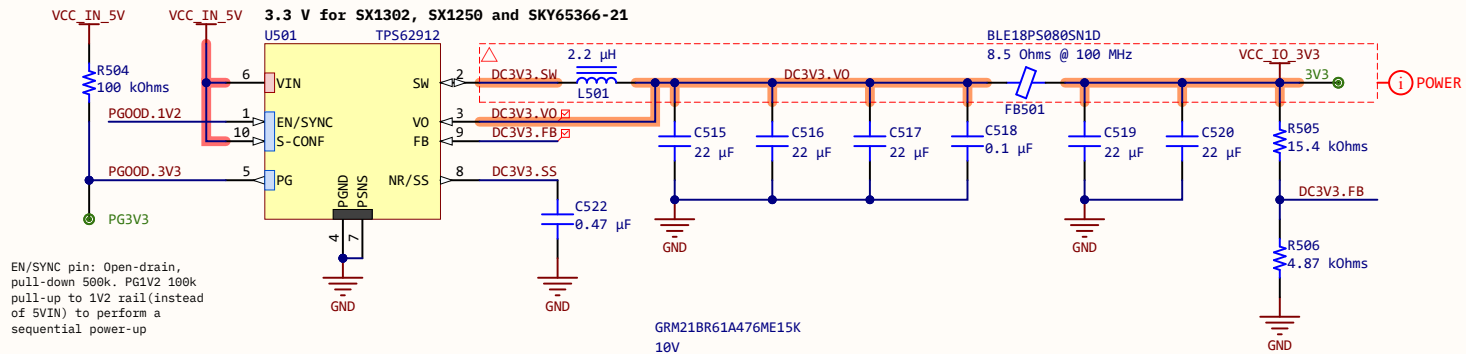 VCC_IN_5V
VCC_IN_5V
3.3 V for SX1302, SX1250 and SKY65366-21
U501
TPS62912
R504
100 kOhms
6
VIN
PGOOD.1V2
1
EN/SYNC
10
S-CONF
PGOOD.3V3
5
PG
PG3V3
PGND
PSNS
4
7
GND
SW
2
DC3V3.SW
VO
3
DC3V3.VO
FB
9
DC3V3.FB
NR/SS
8
DC3V3.SS
C522
0.47 µF
GND
2.2 µH
L501
DC3V3.VO
C515
22 µF
C516
22 µF
C517
22 µF
C518
0.1 µF
GND
BLE18PS080SN1D
8.5 Ohms @ 100 MHz
FB501
C519
22 µF
C520
22 µF
GND
VCC_IO_3V3
3V3
i
POWER
R505
15.4 kOhms
DC3V3.FB
R506
4.87 kOhms
GND
EN/SYNC pin: Open-drain,
pull-down 500k. PG1V2 100k
pull-up to 1V2 rail(instead
of 5VIN) to perform a
sequential power-up
GRM21BR61A476ME15K
10V